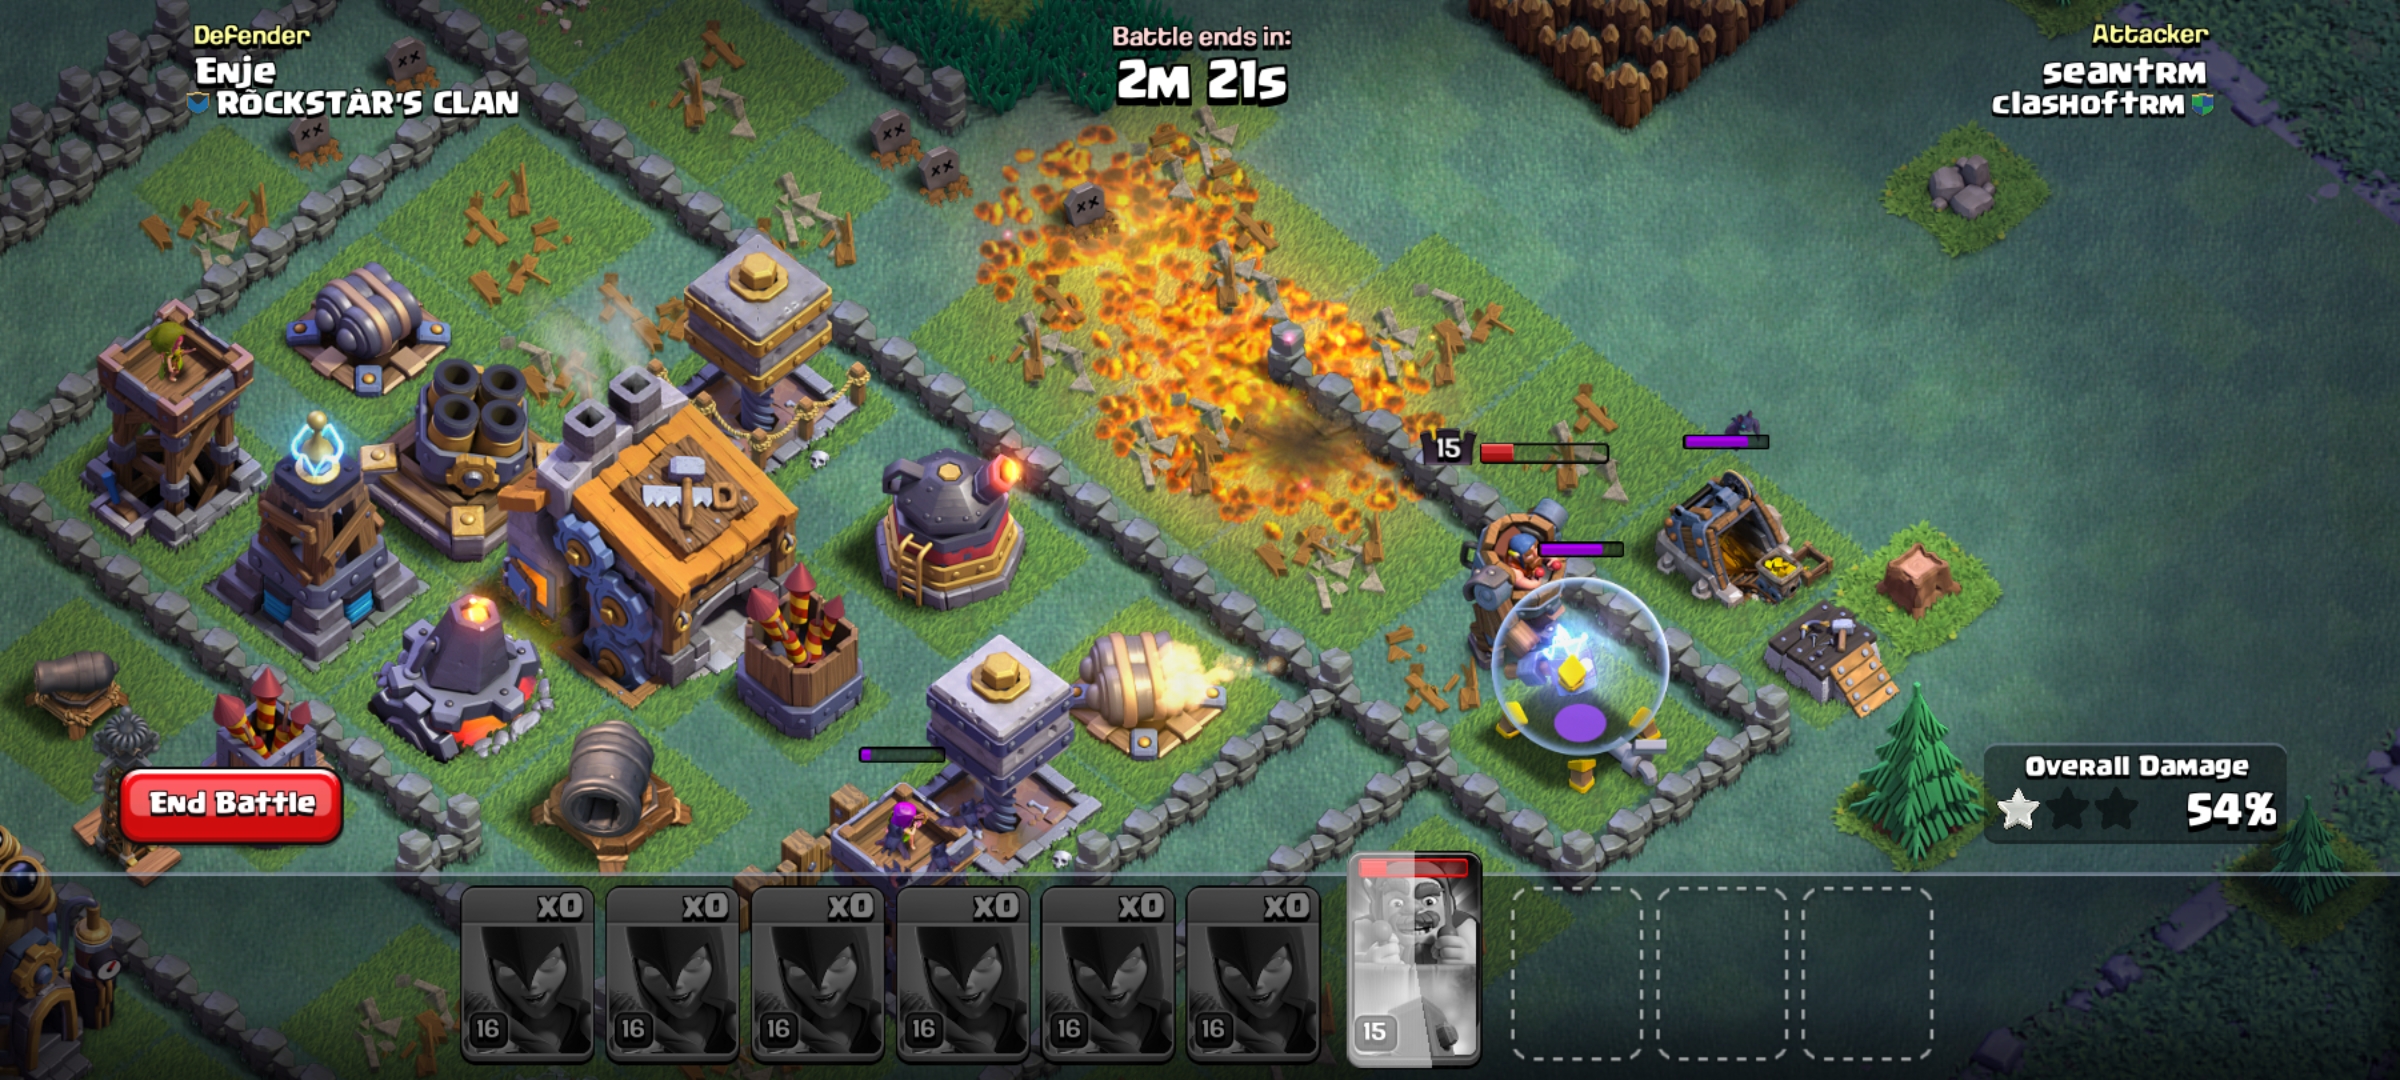 Defender
Enje
RÕCKSTÀR'S CLAN
Battle ends in:
2M 21s
Attacker
seantrm
clashoftrm
15
End Battle
Overall Damage
54%
x0
x0
x0
x0
x0
x0
16
16
16
16
16
16
15